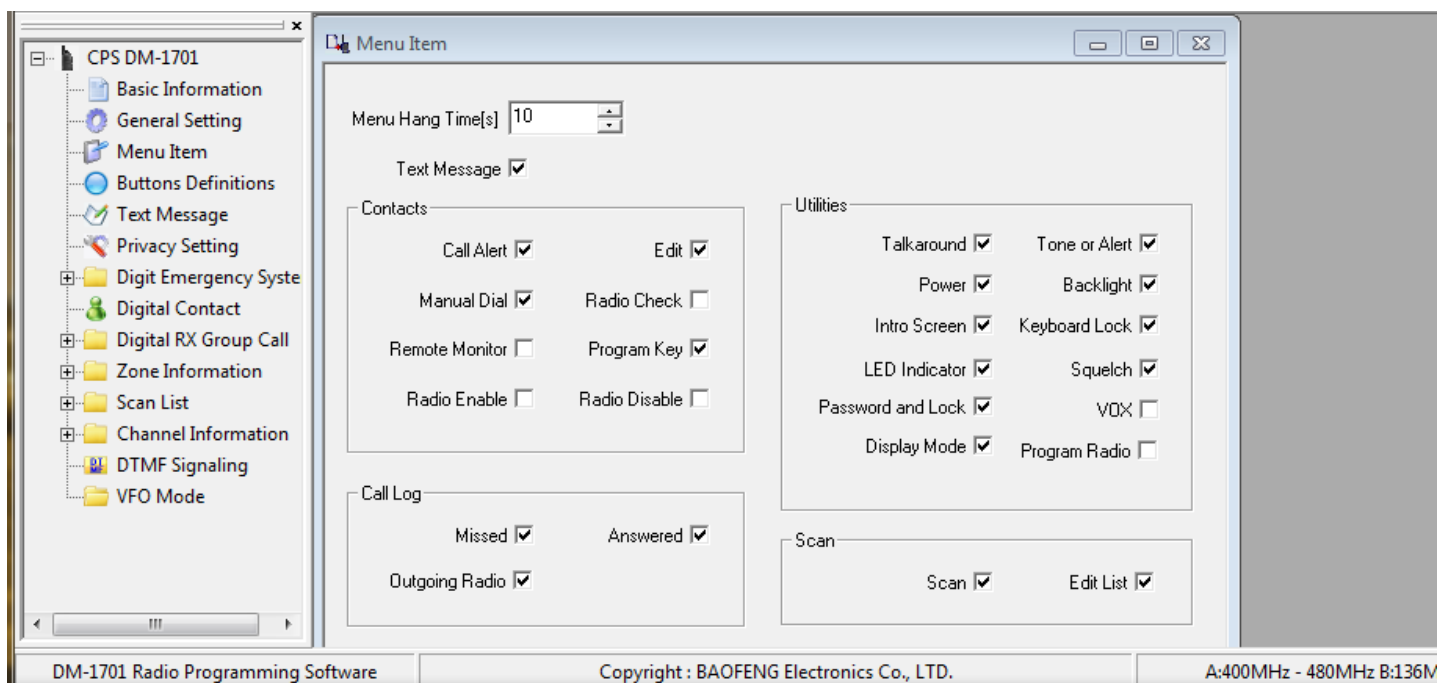 CPS DM-1701
Basic Information
General Setting
Menu Item
Buttons Definitions
Text Message
Privacy Setting
Digit Emergency Syste
Digital Contact
Digital RX Group Call
Zone Information
Scan List
Channel Information
DTMF Signaling
VFO Mode
Menu Item
Menu Hang Time[s] 10
Text Message
Contacts
Call Alert Edit
Manual Dial Radio Check
Remote Monitor Program Key
Radio Enable Radio Disable
Call Log
Missed Answered
Outgoing Radio
Utilities
Talkaround Tone or Alert
Power Backlight
Intro Screen Keyboard Lock
LED Indicator Squelch
Password and Lock VOX
Display Mode Program Radio
Scan
Scan Edit List
DM-1701 Radio Programming Software Copyright : BAOFENG Electronics Co., LTD. A:400MHz - 480MHz B:136M